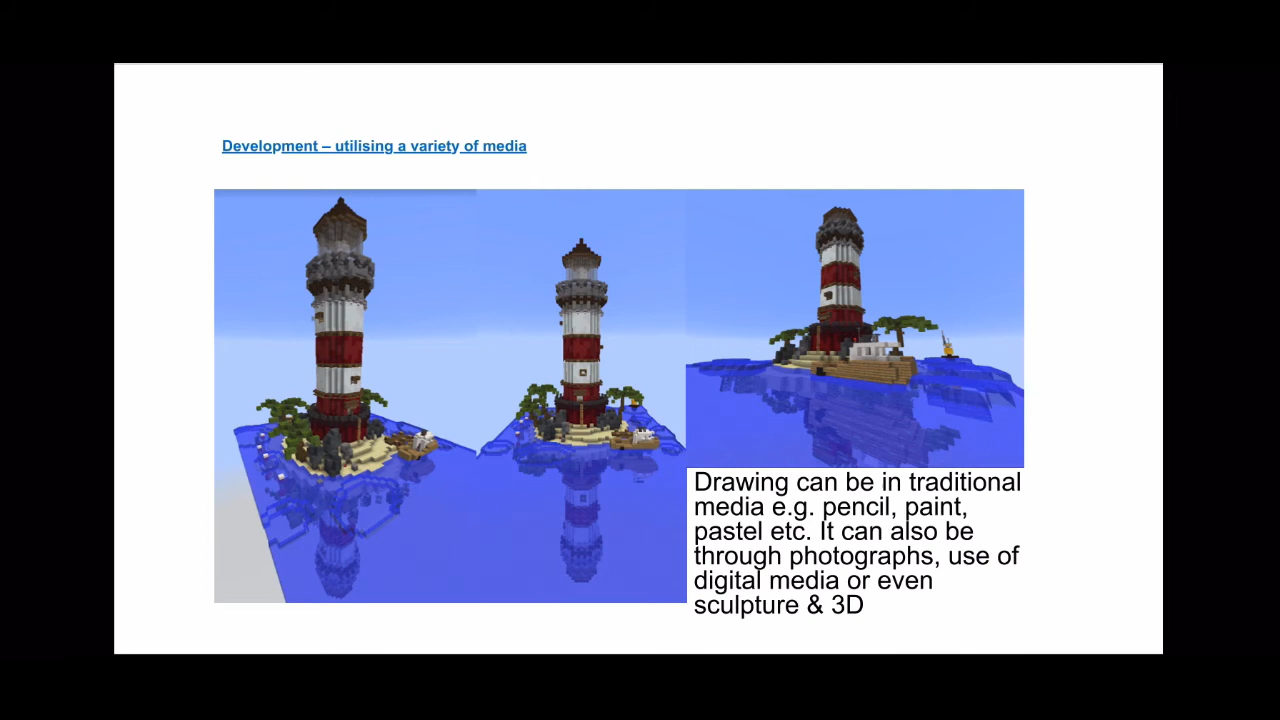 Development – utilising a variety of media
Drawing can be in traditional
media e.g. pencil, paint,
pastel etc. It can also be
through photographs, use of
digital media or even
sculpture & 3D